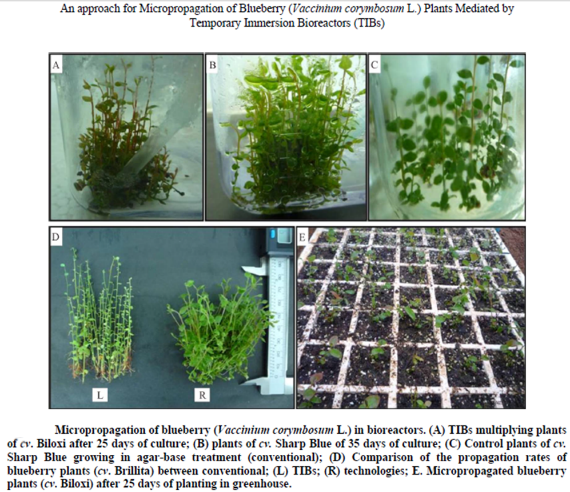 An approach for Micropropagation of Blueberry (Vaccinium corymbosum L.) Plants Mediated by
Temporary Immersion Bioreactors (TIBs)
A
B
C
D
E
L
R
Micropropagation of blueberry (Vaccinium corymbosum L.) in bioreactors. (A) TIBs multiplying plants
of cv. Biloxi after 25 days of culture; (B) plants of cv. Sharp Blue of 35 days of culture; (C) Control plants of cv.
Sharp Blue growing in agar-base treatment (conventional); (D) Comparison of the propagation rates of
blueberry plants (cv. Brillita) between conventional; (L) TIBs; (R) technologies; E. Micropropagated blueberry
plants (cv. Biloxi) after 25 days of planting in greenhouse.